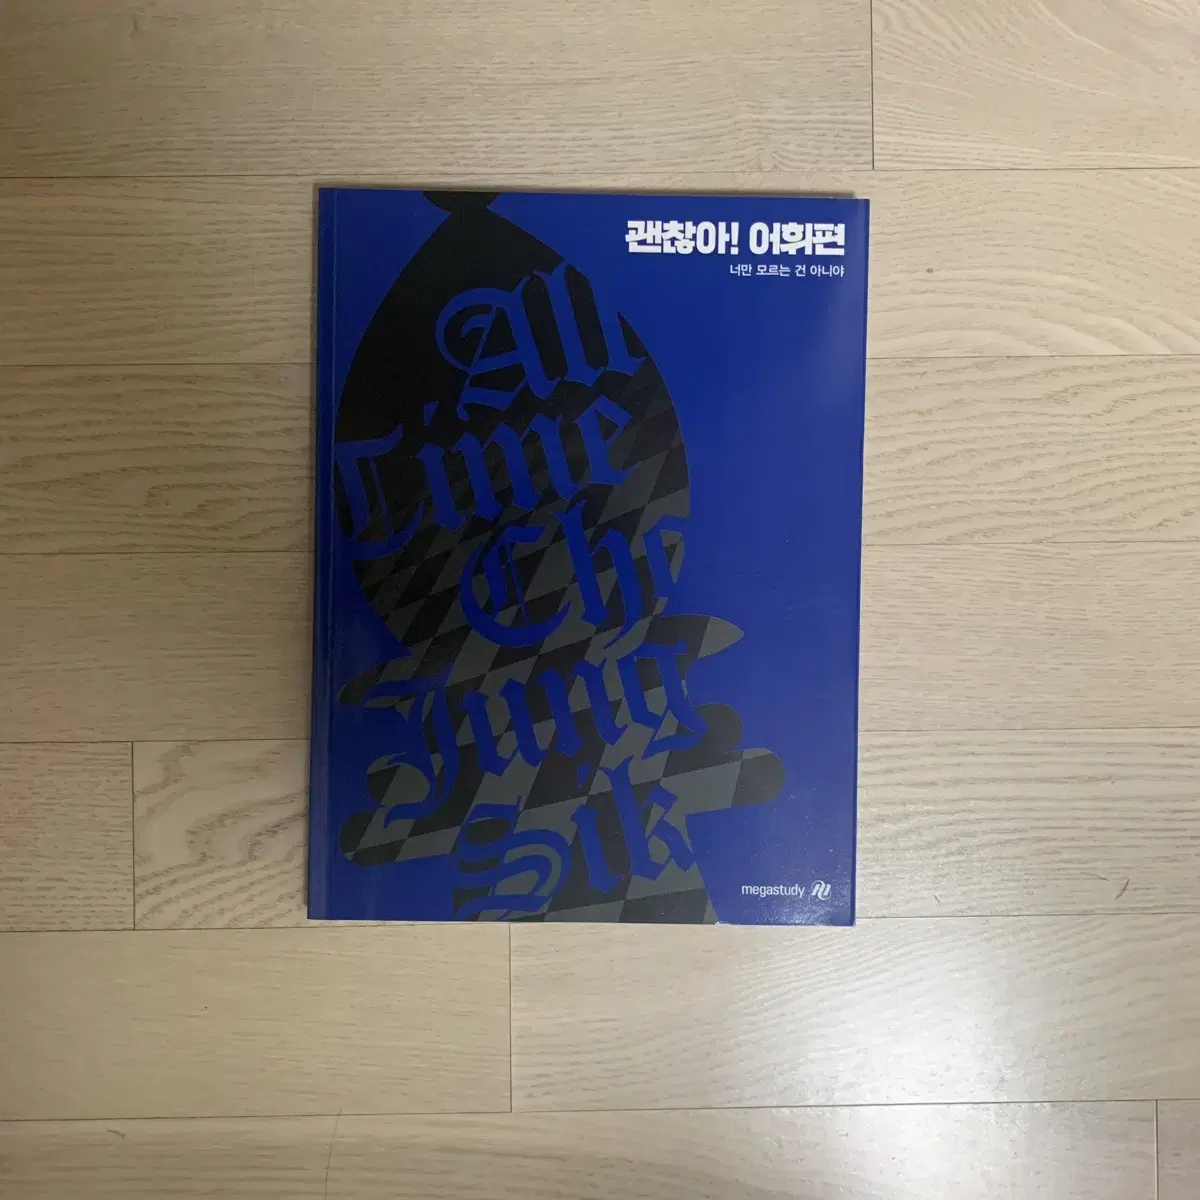 괜찮아! 어휘편
너만 모르는 건 아니야
All
Time
Che
Jung
Sik
megastudy